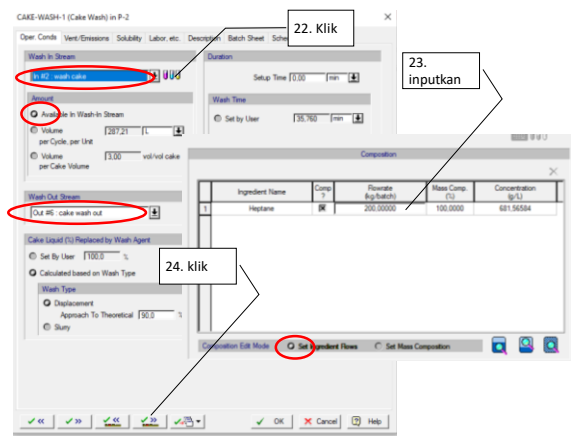 CAKE-WASH-1 (Cake Wash) in P-2
22. Klik
Oper. Conds Vent/Emissions Solubility Labor, etc. Description Batch Sheet
Wash In Stream
In #2 : wash cake
Amount
Available In Wash-In Stream
Volume 287,21 L
per Cycle, per Unit
Volume 3,00 vol/vol cake
per Cake Volume
Duration
Setup Time 0,00 min
Wash Time
Set by User 35,760 min
23.
inputkan
Composition
Ingredient Name Comp ? Flowrate (kg/batch) Mass Comp. (%) Concentration (g/L)
1 Heptane 200,00000 100,0000 681,56584
Composition Edit Mode Set Ingredient Flows Set Mass Composition
Wash Out Stream
Out #6 : cake wash out
Cake Liquid (%) Replaced by Wash Agent
Set By User 100,0 %
Calculated based on Wash Type
Wash Type
Displacement
Approach To Theoretical 90,0 %
Slurry
24. klik
OK Cancel Help